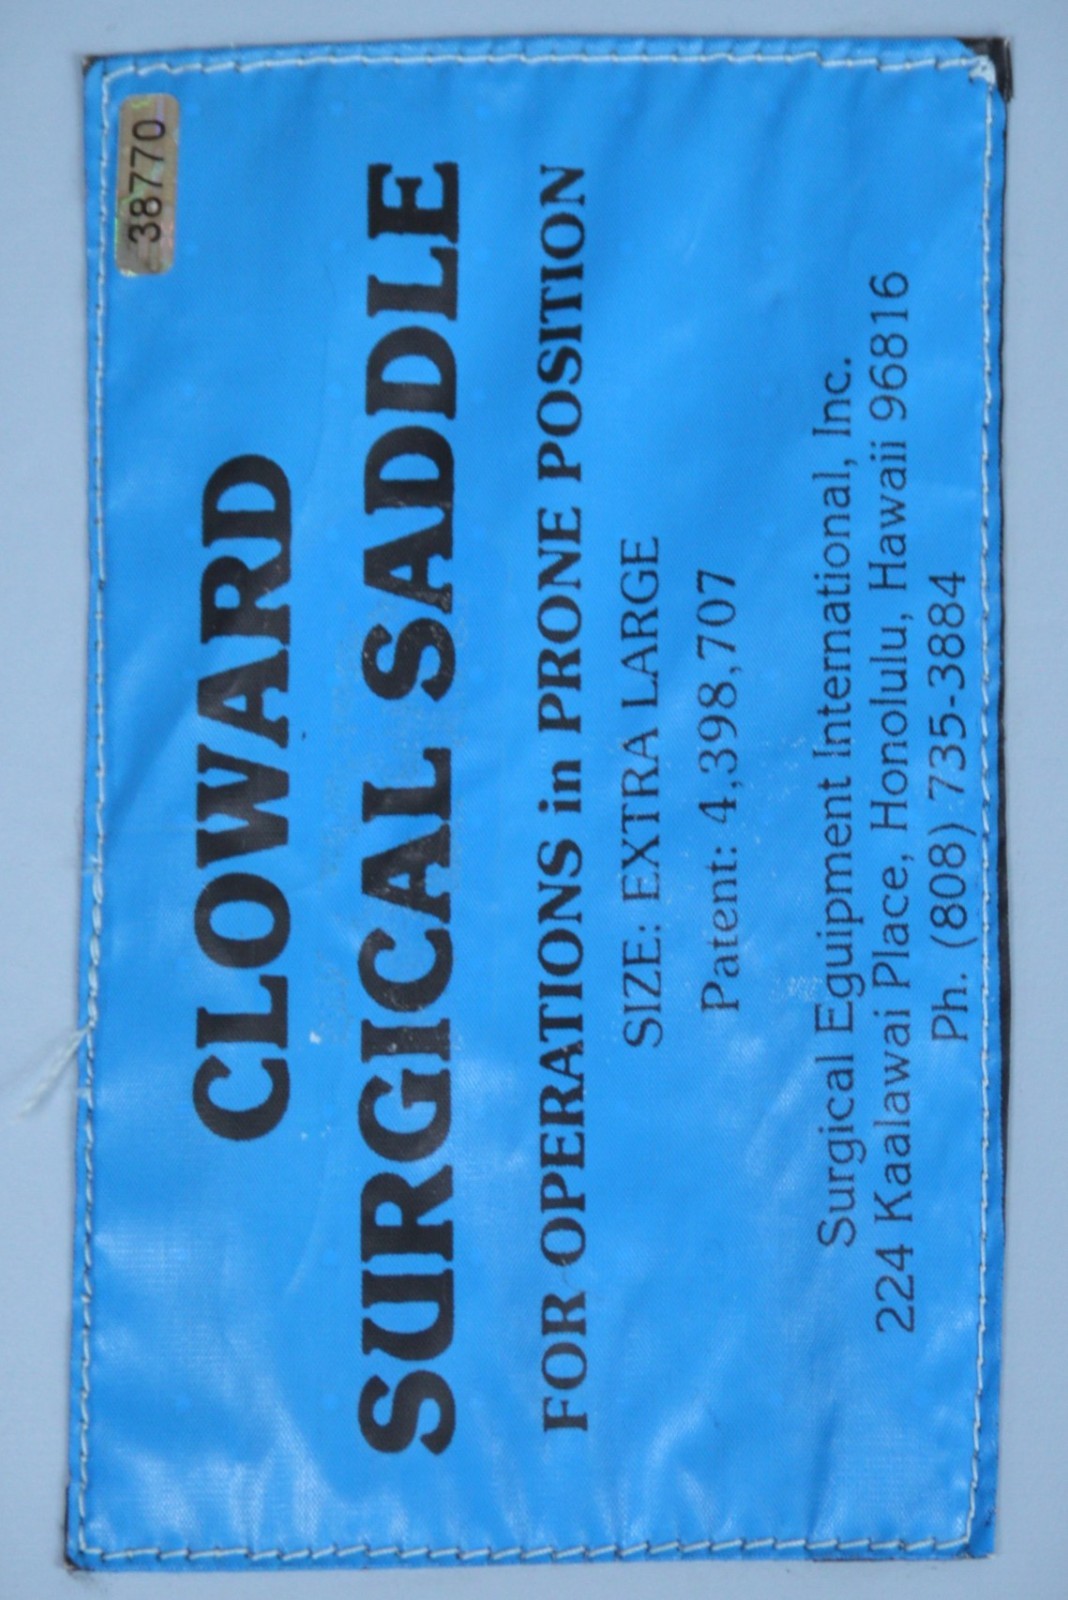 38770
CLOWARD
SURGICAL SADDLE
FOR OPERATIONS in PRONE POSITION
SIZE: EXTRA LARGE
Patent: 4,398,707
Surgical Eguipment International, Inc.
224 Kaalawai Place, Honolulu, Hawaii 96816
Ph. (808) 735-3884